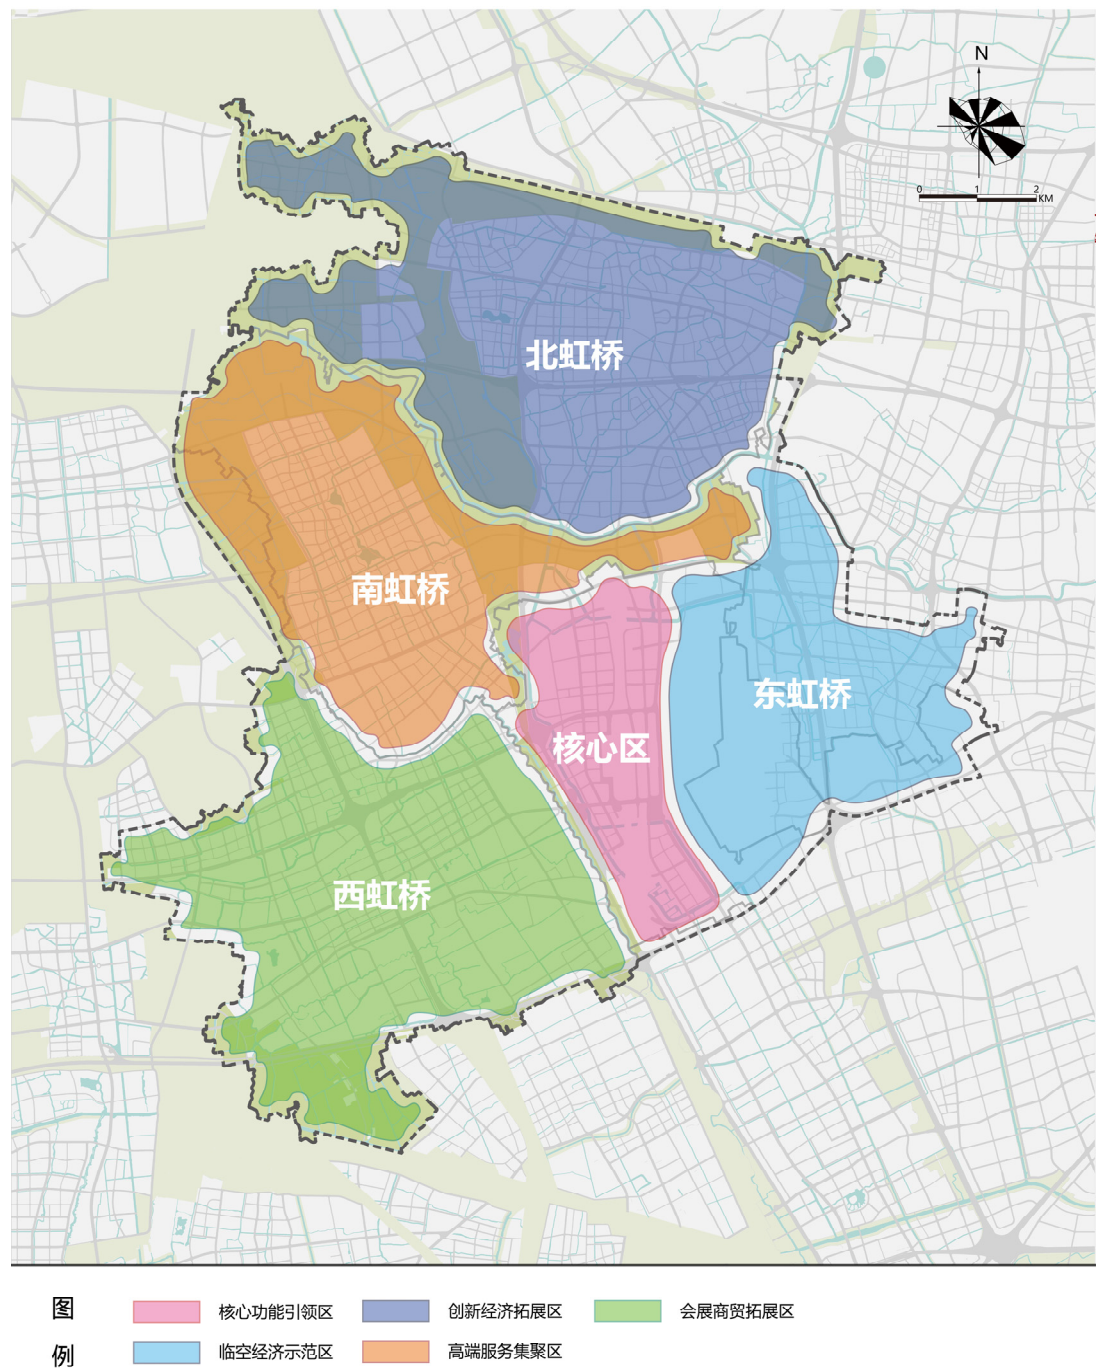 N
0 1 2
KM
北虹桥
南虹桥
东虹桥
核心区
西虹桥
图
例
核心功能引领区
创新经济拓展区
会展商贸拓展区
临空经济示范区
高端服务集聚区